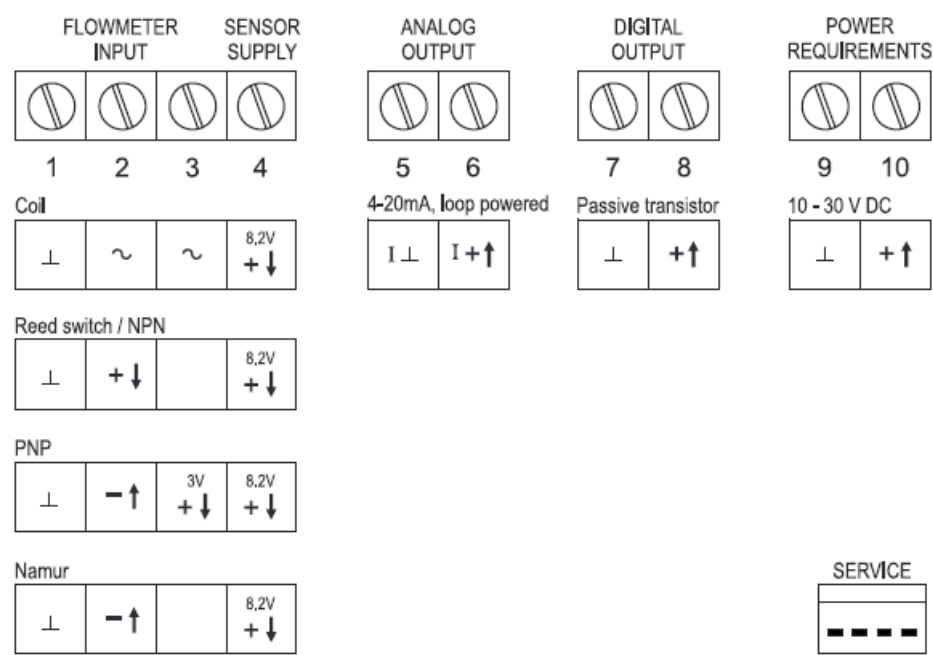 FLOWMETER INPUT
SENSOR SUPPLY
ANALOG OUTPUT
DIGITAL OUTPUT
POWER REQUIREMENTS
1 2 3 4 5 6 7 8 9 10
Coil
4-20mA, loop powered
Passive transistor
10 - 30 V DC
⊥ ~ ~ 8,2V + ↓
I ⊥ I + ↑
⊥ + ↑
⊥ + ↑
Reed switch / NPN
⊥ + ↓ 8,2V + ↓
PNP
⊥ - ↑ 3V + ↓ 8,2V + ↓
Namur
⊥ - ↑ 8,2V + ↓
SERVICE